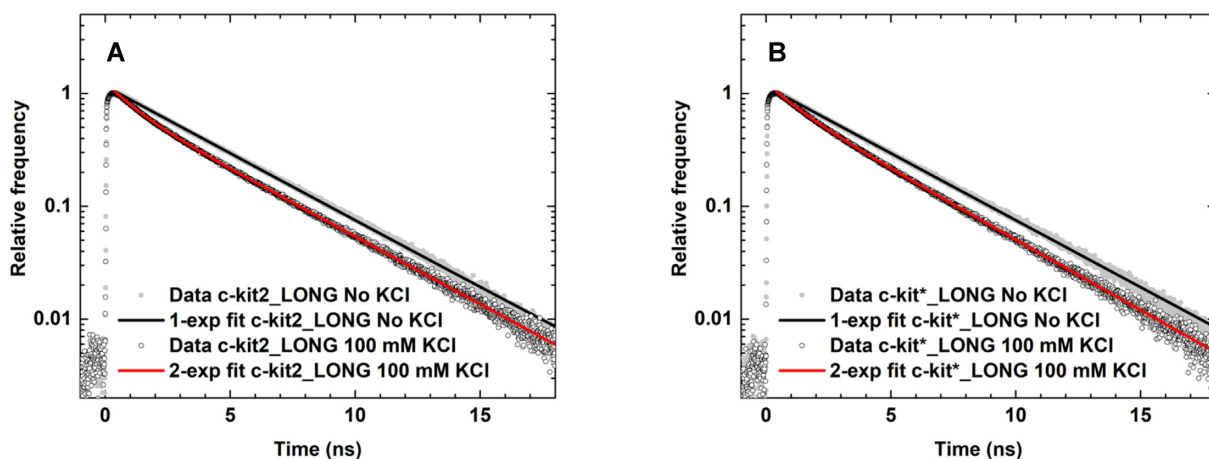 A
1
0.1
0.01
Relative frequency
Data c-kit2_LONG No KCl
1-exp fit c-kit2_LONG No KCl
Data c-kit2_LONG 100 mM KCl
2-exp fit c-kit2_LONG 100 mM KCl
0 5 10 15
Time (ns)
B
1
0.1
0.01
Relative frequency
Data c-kit*_LONG No KCl
1-exp fit c-kit*_LONG No KCl
Data c-kit*_LONG 100 mM KCl
2-exp fit c-kit*_LONG 100 mM KCl
0 5 10 15
Time (ns)